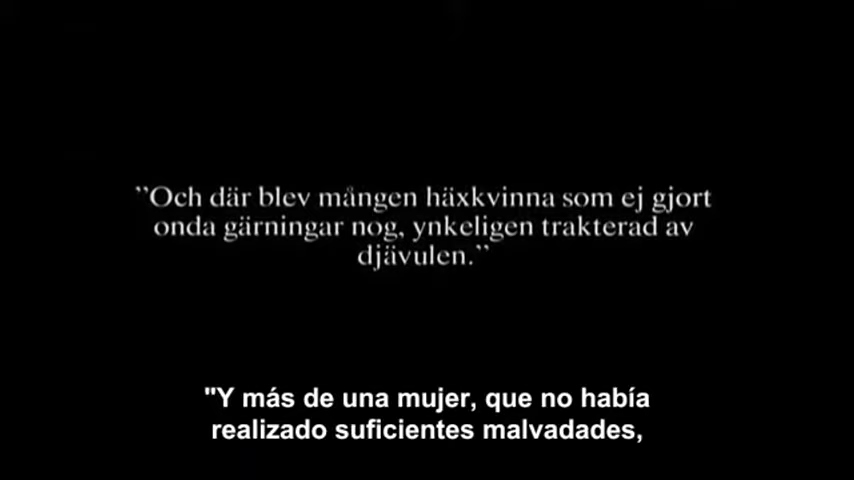 ”Och där blev mången häxkvinna som ej gjort
onda gärningar nog, ynkeligen trakterad av
djävulen.”
"Y más de una mujer, que no había
realizado suficientes malvadades,